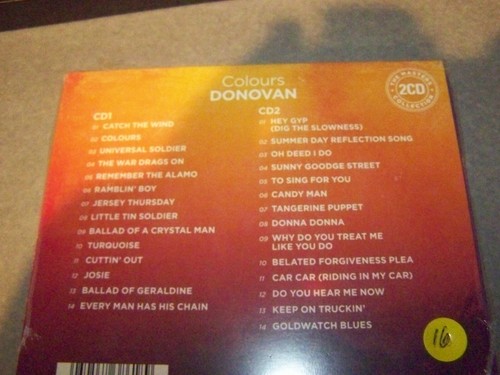 Colours
DONOVAN
THE MASTERS
2CD
COLLECTION
CD1
01 CATCH THE WIND
02 COLOURS
03 UNIVERSAL SOLDIER
04 THE WAR DRAGS ON
05 REMEMBER THE ALAMO
06 RAMBLIN' BOY
07 JERSEY THURSDAY
08 LITTLE TIN SOLDIER
09 BALLAD OF A CRYSTAL MAN
10 TURQUOISE
11 CUTTIN' OUT
12 JOSIE
13 BALLAD OF GERALDINE
14 EVERY MAN HAS HIS CHAIN
CD2
01 HEY GYP
(DIG THE SLOWNESS)
02 SUMMER DAY REFLECTION SONG
03 OH DEED I DO
04 SUNNY GOODGE STREET
05 TO SING FOR YOU
06 CANDY MAN
07 TANGERINE PUPPET
08 DONNA DONNA
09 WHY DO YOU TREAT ME
LIKE YOU DO
10 BELATED FORGIVENESS PLEA
11 CAR CAR (RIDING IN MY CAR)
12 DO YOU HEAR ME NOW
13 KEEP ON TRUCKIN'
14 GOLDWATCH BLUES
16